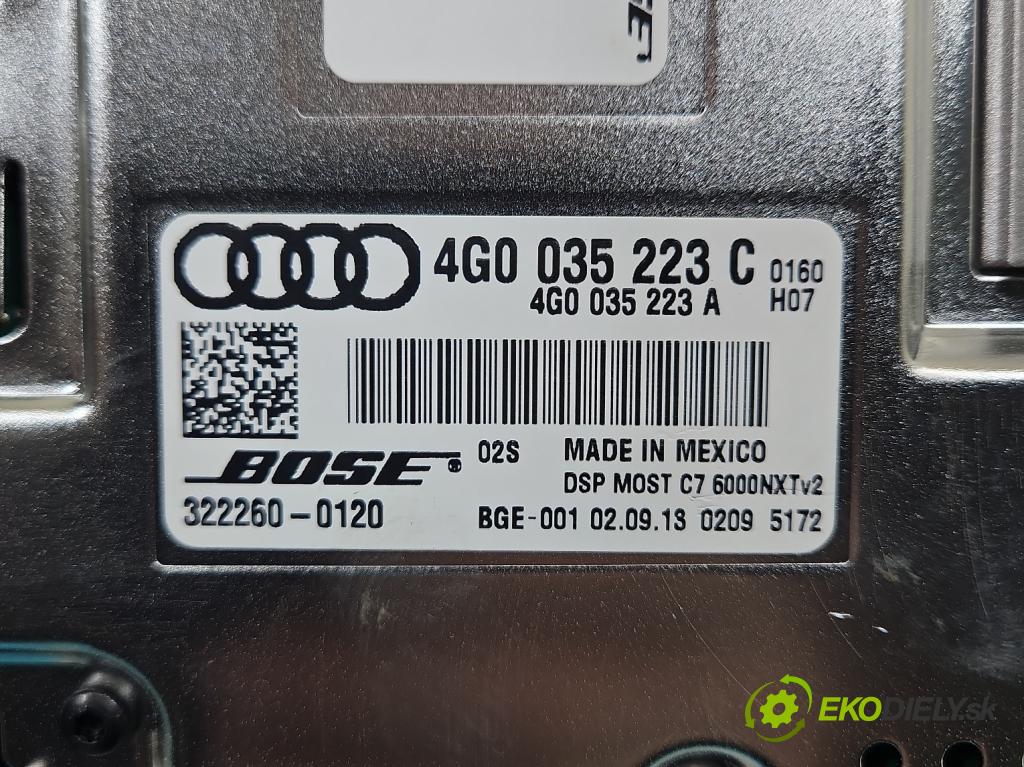 4G0 035 223 C 0160
4G0 035 223 A H07
BOSE® 02S MADE IN MEXICO
DSP MOST C7 6000NXTv2
322260-0120 BGE-001 02.09.13 0209 5172
EKODIELY.sk